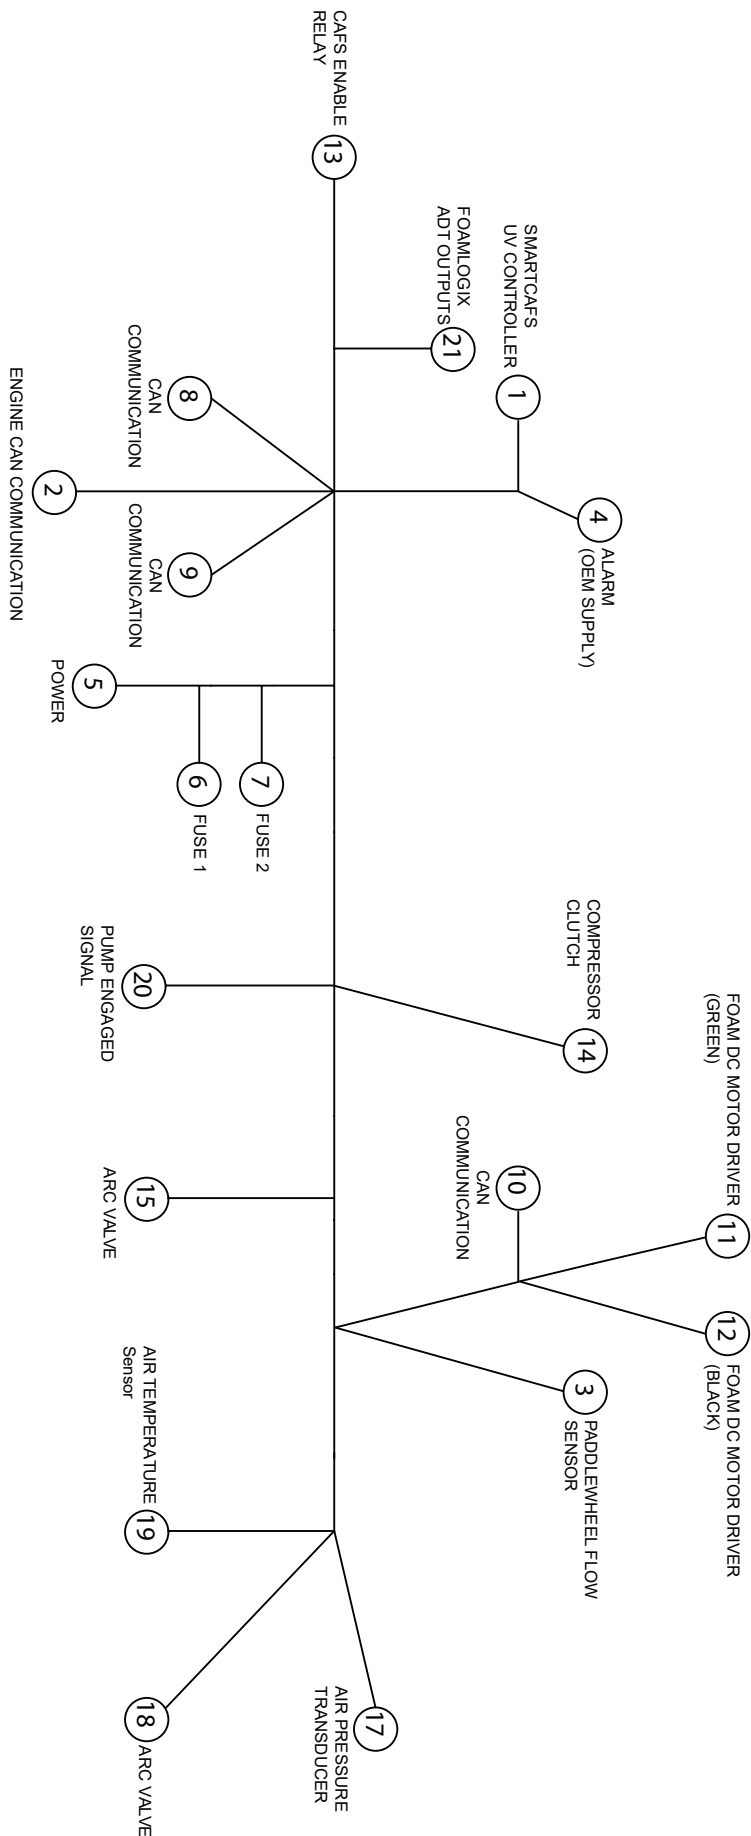 CAFS ENABLE
RELAY
13
FOAMLOGIX
ADT OUTPUTS
21
SMARTCAFS
UV CONTROLLER
1
4
ALARM
(OEM SUPPLY)
8
CAN
COMMUNICATION
2
ENGINE CAN COMMUNICATION
9
CAN
COMMUNICATION
5
POWER
6
FUSE 1
7
FUSE 2
COMPRESSOR
CLUTCH
14
20
PUMP ENGAGED
SIGNAL
FOAM DC MOTOR DRIVER
(GREEN)
11
12
FOAM DC MOTOR DRIVER
(BLACK)
10
CAN
COMMUNICATION
3
PADDLEWHEEL FLOW
SENSOR
15
ARC VALVE
AIR TEMPERATURE
Sensor
19
17
AIR PRESSURE
TRANSDUCER
18
ARC VALVE